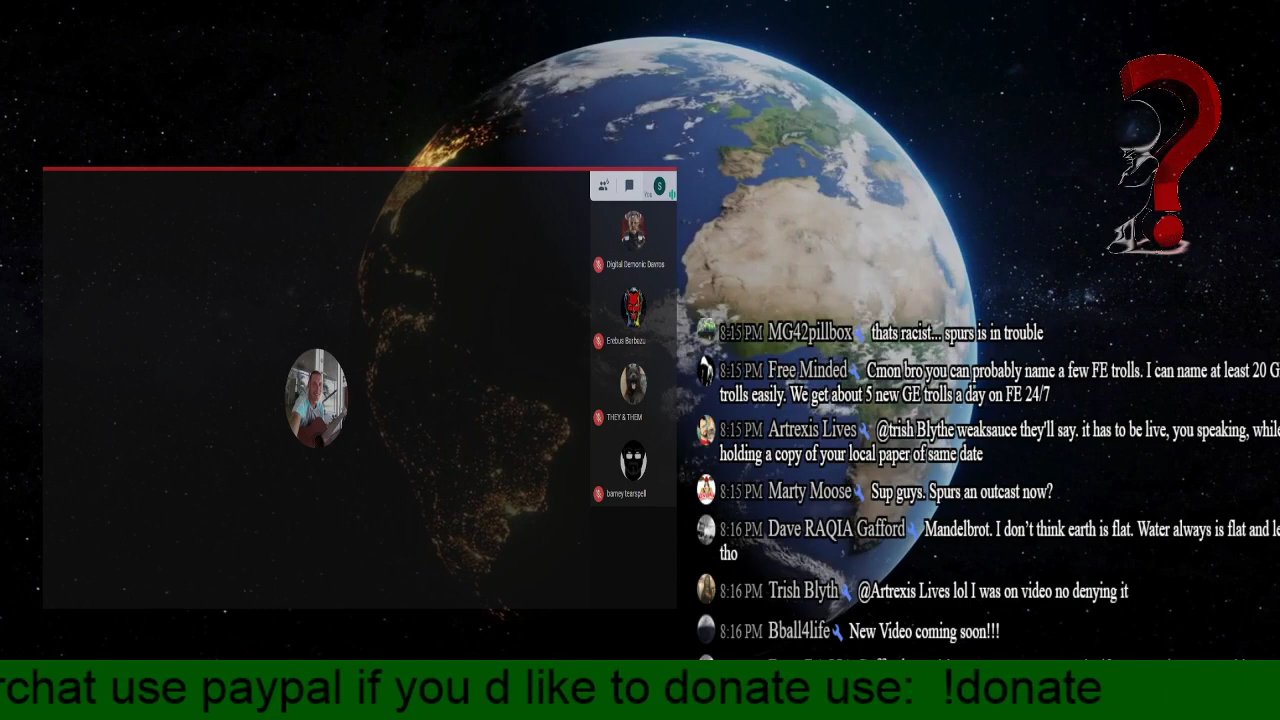 You
S
Digital Demonic Davros
Erebus Barbezu
THEY & THEM
barney tearspell
8:15 PM MG42pillbox thats racist... spurs is in trouble
8:15 PM Free Minded Cmon bro you can probably name a few FE trolls. I can name at least 20 G
trolls easily. We get about 5 new GE trolls a day on FE 24/7
8:15 PM Artrexis Lives @trish Blythe weaksauce they'll say. it has to be live, you speaking, while
holding a copy of your local paper of same date
8:15 PM Marty Moose Sup guys. Spurs an outcast now?
8:16 PM Dave RAQIA Gafford Mandelbrot. I don’t think earth is flat. Water always is flat and le
tho
8:16 PM Trish Blyth @Artrexis Lives lol I was on video no denying it
8:16 PM Bball4life New Video coming soon!!!
rchat use paypal if you d like to donate use: !donate